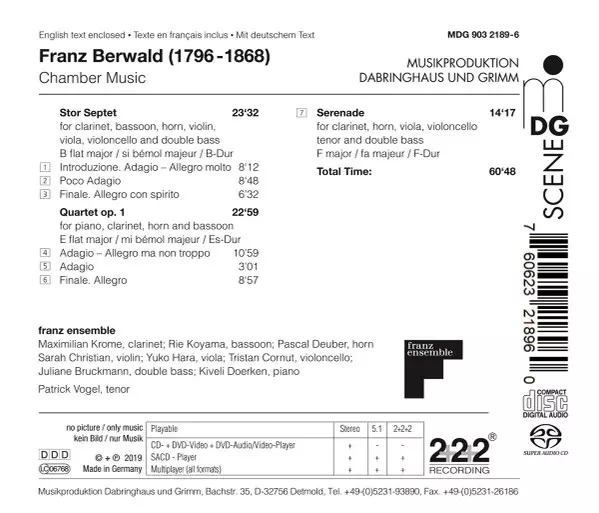 English text enclosed • Texte en français inclus • Mit deutschem Text
MDG 903 2189-6
Franz Berwald (1796-1868)
Chamber Music
MUSIKPRODUKTION
DABRINGHAUS UND GRIMM
Stor Septet 23‘32
for clarinet, bassoon, horn, violin,
viola, violoncello and double bass
B flat major / si bémol majeur / B-Dur
1 Introduzione. Adagio – Allegro molto 8‘12
2 Poco Adagio 8‘48
3 Finale. Allegro con spirito 6‘32
Quartet op. 1 22‘59
for piano, clarinet, horn and bassoon
E flat major / mi bémol majeur / Es-Dur
4 Adagio – Allegro ma non troppo 10‘59
5 Adagio 3‘01
6 Finale. Allegro 8‘57
7 Serenade 14‘17
for clarinet, horn, viola, violoncello
tenor and double bass
F major / fa majeur / F-Dur
Total Time: 60‘48
franz ensemble
Maximilian Krome, clarinet; Rie Koyama, bassoon; Pascal Deuber, horn
Sarah Christian, violin; Yuko Hara, viola; Tristan Cornut, violoncello;
Juliane Bruckmann, double bass; Kiveli Doerken, piano
Patrick Vogel, tenor
franz
ensemble
mDG
SCENE
7 60623 21896 0
COMPACT
disc
DIGITAL AUDIO
SUPER AUDIO CD
no picture / only music
kein Bild / nur Musik
DDD
LC06768
© + ℗ 2019
Made in Germany
Playable Stereo 5.1 2+2+2
CD- + DVD-Video + DVD-Audio/Video-Player + - -
SACD - Player + + +
Multiplayer (all formats) + + +
2+2+2®
RECORDING
Musikproduktion Dabringhaus und Grimm, Bachstr. 35, D-32756 Detmold, Tel. +49-(0)5231-93890, Fax. +49-(0)5231-26186